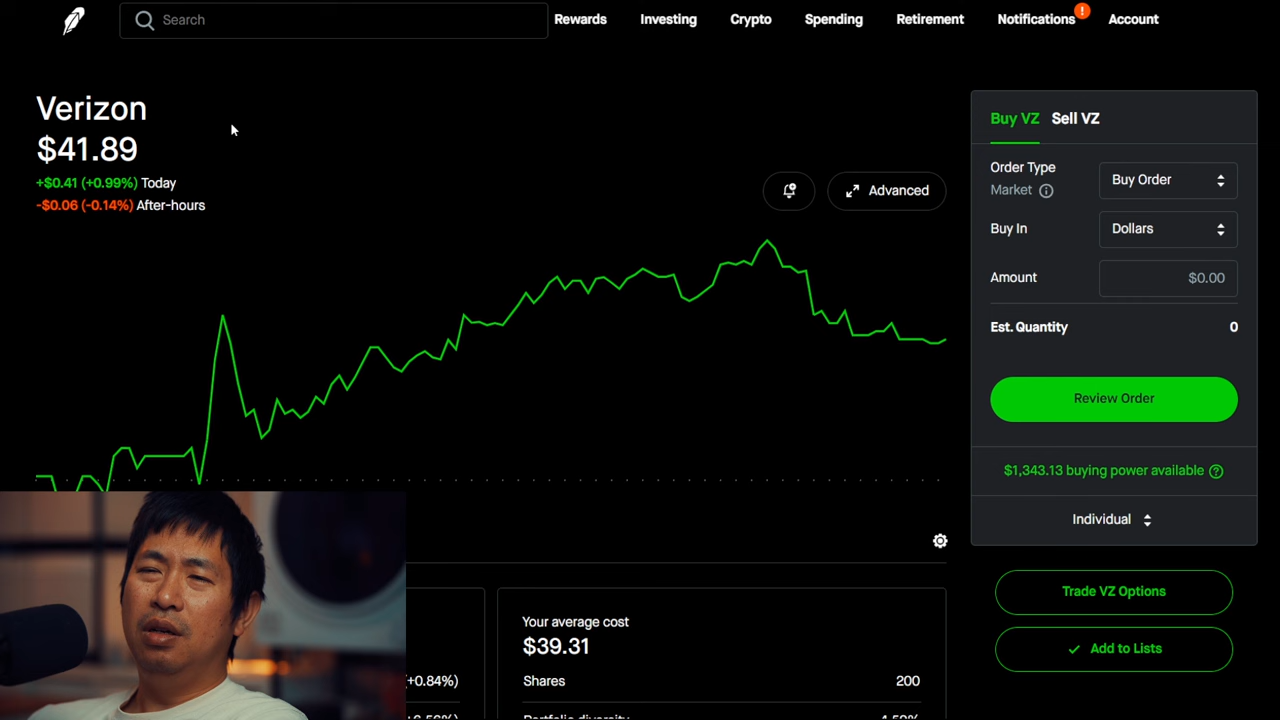 Search
Rewards
Investing
Crypto
Spending
Retirement
Notifications
!
Account
Verizon
$41.89
+$0.41 (+0.99%) Today
-$0.06 (-0.14%) After-hours
Advanced
Buy VZ Sell VZ
Order Type
Market
Buy Order
Buy In
Dollars
Amount
$0.00
Est. Quantity
0
Review Order
$1,343.13 buying power available
Individual
Trade VZ Options
Add to Lists
(+0.84%)
Your average cost
$39.31
Shares
200
Portfolio diversity